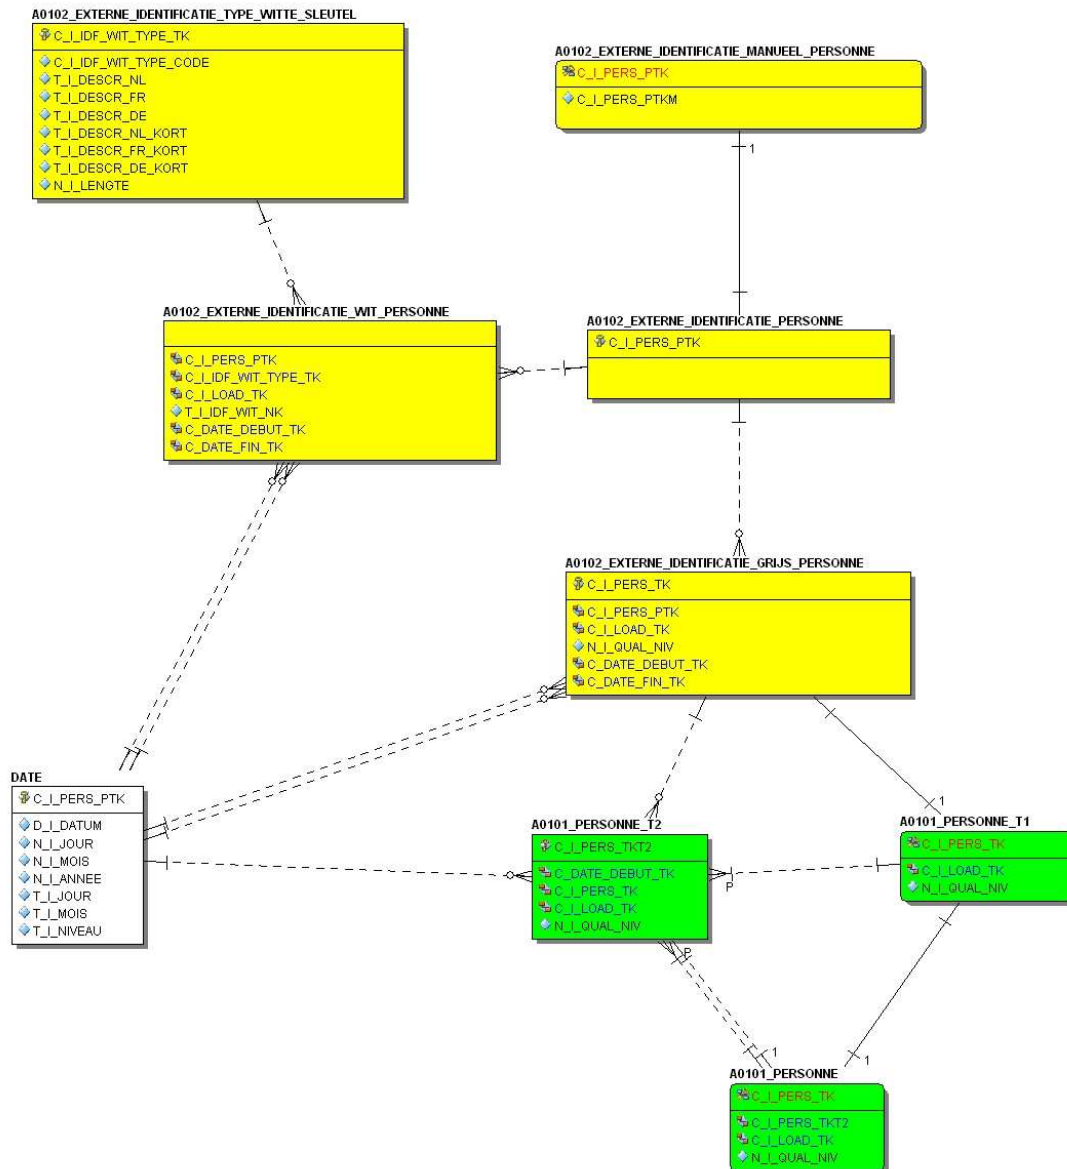 A0102_EXTERNE_IDENTIFICATIE_TYPE_WITTE_SLEUTEL
C_I_IDF_WIT_TYPE_TK
C_I_IDF_WIT_TYPE_CODE
T_I_DESCR_NL
T_I_DESCR_FR
T_I_DESCR_DE
T_I_DESCR_NL_KORT
T_I_DESCR_FR_KORT
T_I_DESCR_DE_KORT
N_I_LENGTE
A0102_EXTERNE_IDENTIFICATIE_MANUEEL_PERSONNE
C_I_PERS_PTK
C_I_PERS_PTKM
1
A0102_EXTERNE_IDENTIFICATIE_WIT_PERSONNE
C_I_PERS_PTK
C_I_IDF_WIT_TYPE_TK
C_I_LOAD_TK
T_I_IDF_WIT_NK
C_DATE_DEBUT_TK
C_DATE_FIN_TK
A0102_EXTERNE_IDENTIFICATIE_PERSONNE
C_I_PERS_PTK
A0102_EXTERNE_IDENTIFICATIE_GRIJS_PERSONNE
C_I_PERS_TK
C_I_PERS_PTK
C_I_LOAD_TK
N_I_QUAL_NIV
C_DATE_DEBUT_TK
C_DATE_FIN_TK
DATE
C_I_PERS_PTK
D_I_DATUM
N_I_JOUR
N_I_MOIS
N_I_ANNEE
T_I_JOUR
T_I_MOIS
T_I_NIVEAU
A0101_PERSONNE_T2
C_I_PERS_TKT2
C_DATE_DEBUT_TK
C_I_PERS_TK
C_I_LOAD_TK
N_I_QUAL_NIV
P
P
1
A0101_PERSONNE_T1
C_I_PERS_TK
C_I_LOAD_TK
N_I_QUAL_NIV
1
1
A0101_PERSONNE
C_I_PERS_TK
C_I_PERS_TKT2
C_I_LOAD_TK
N_I_QUAL_NIV